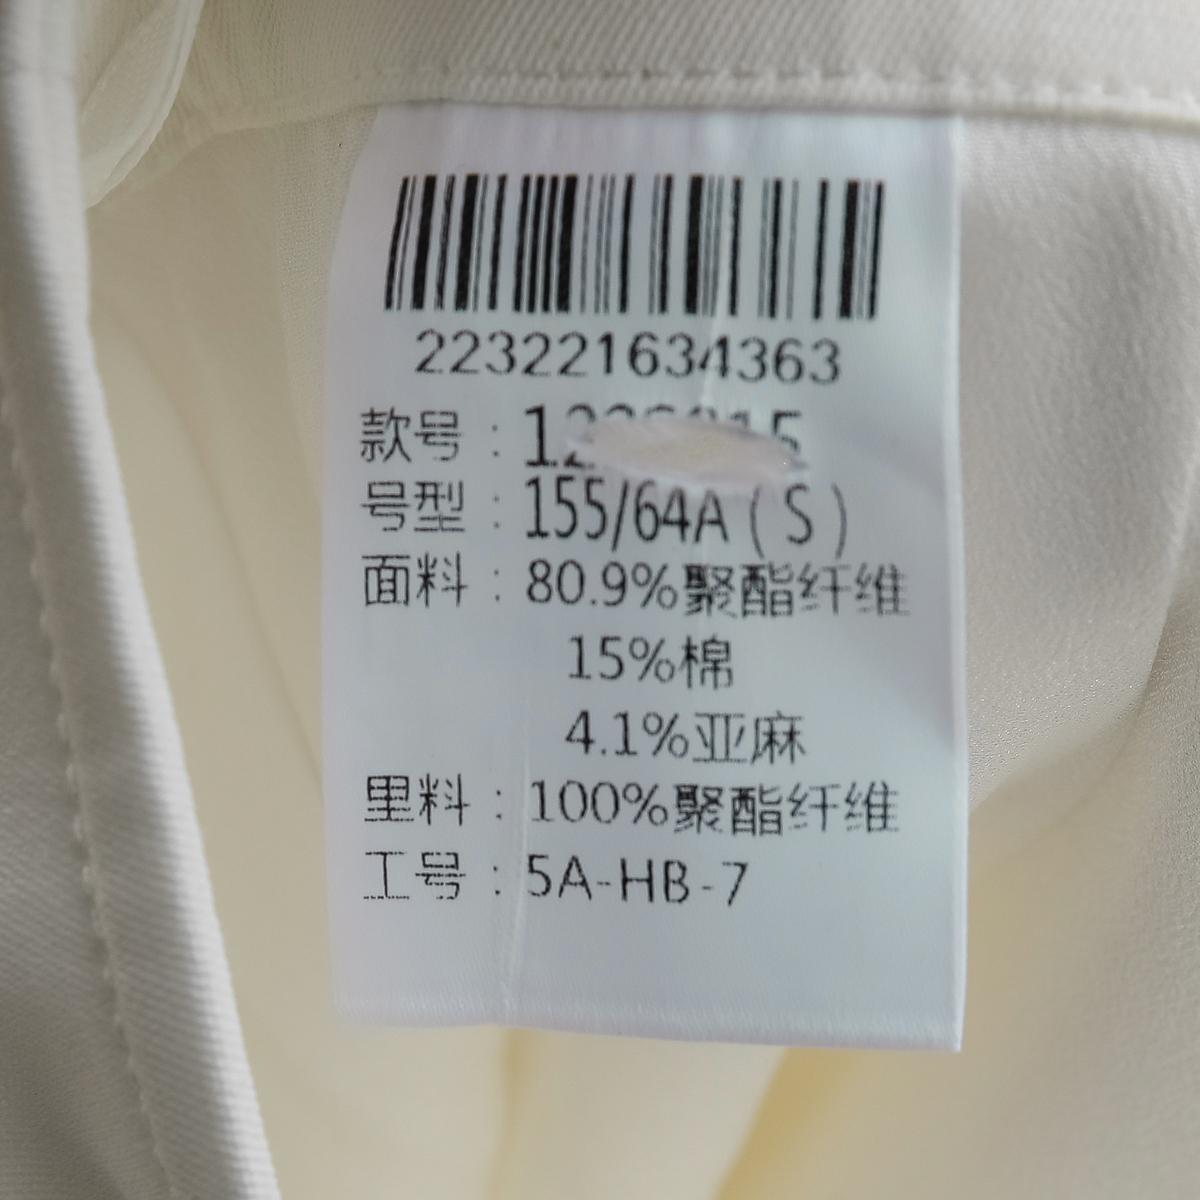 223221634363
款号：
号型：155/64A（S）
面料：80.9%聚酯纤维
15%棉
4.1%亚麻
里料：100%聚酯纤维
工号：5A-HB-7